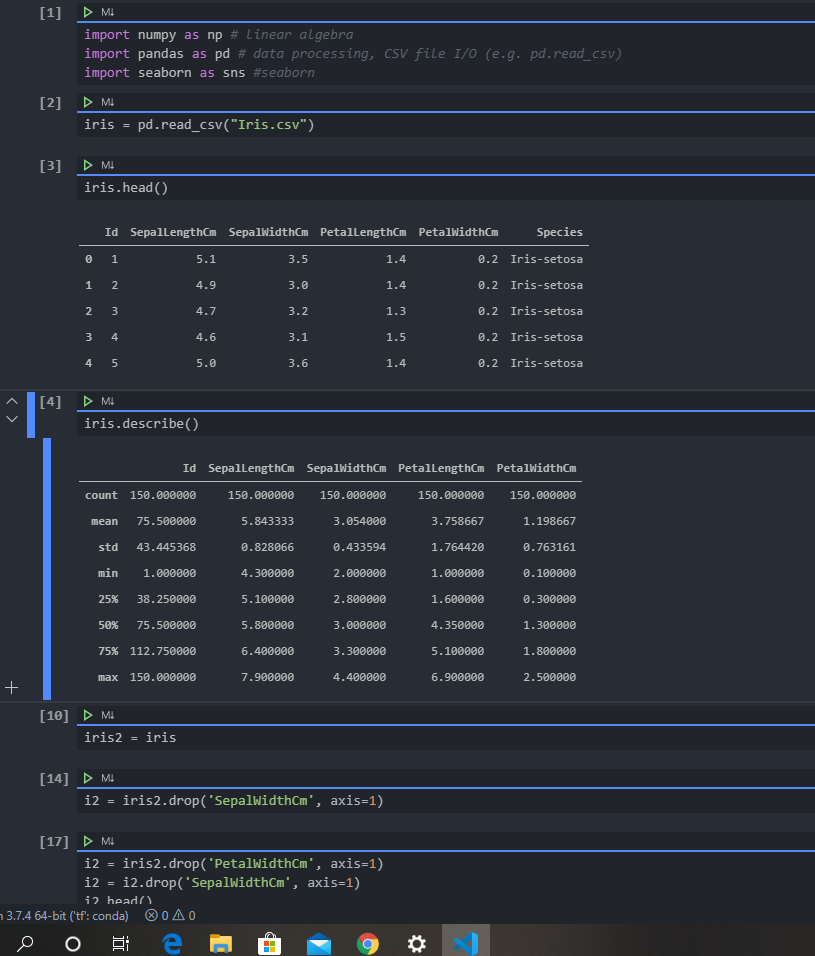 [1] M↓
import numpy as np # linear algebra
import pandas as pd # data processing, CSV file I/O (e.g. pd.read_csv)
import seaborn as sns #seaborn
[2] M↓
iris = pd.read_csv("Iris.csv")
[3] M↓
iris.head()
Id SepalLengthCm SepalWidthCm PetalLengthCm PetalWidthCm Species
0 1 5.1 3.5 1.4 0.2 Iris-setosa
1 2 4.9 3.0 1.4 0.2 Iris-setosa
2 3 4.7 3.2 1.3 0.2 Iris-setosa
3 4 4.6 3.1 1.5 0.2 Iris-setosa
4 5 5.0 3.6 1.4 0.2 Iris-setosa
[4] M↓
iris.describe()
Id SepalLengthCm SepalWidthCm PetalLengthCm PetalWidthCm
count 150.000000 150.000000 150.000000 150.000000 150.000000
mean 75.500000 5.843333 3.054000 3.758667 1.198667
std 43.445368 0.828066 0.433594 1.764420 0.763161
min 1.000000 4.300000 2.000000 1.000000 0.100000
25% 38.250000 5.100000 2.800000 1.600000 0.300000
50% 75.500000 5.800000 3.000000 4.350000 1.300000
75% 112.750000 6.400000 3.300000 5.100000 1.800000
max 150.000000 7.900000 4.400000 6.900000 2.500000
[10] M↓
iris2 = iris
[14] M↓
i2 = iris2.drop('SepalWidthCm', axis=1)
[17] M↓
i2 = iris2.drop('PetalWidthCm', axis=1)
i2 = i2.drop('SepalWidthCm', axis=1)
i2.head()
n 3.7.4 64-bit ('tf': conda) 0 0